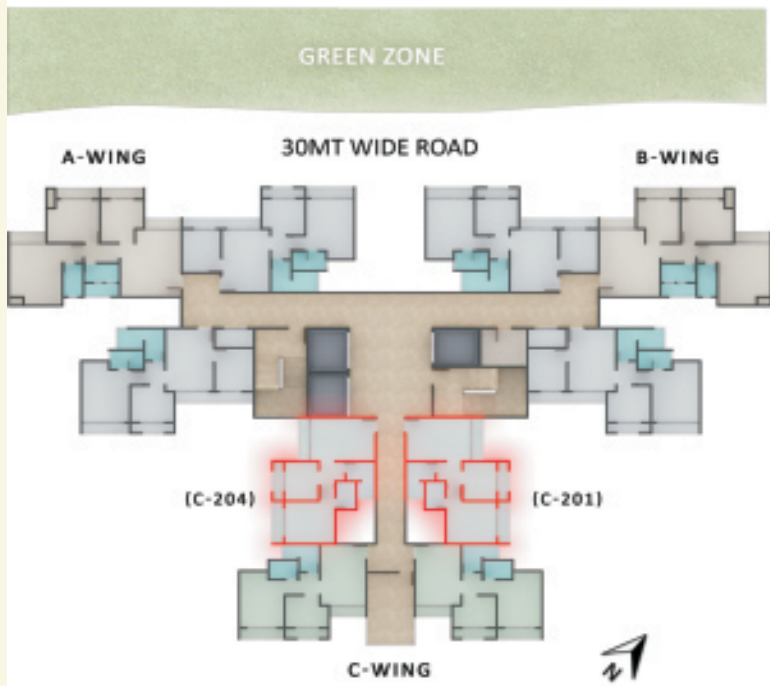 GREEN ZONE
30MT WIDE ROAD
A-WING
B-WING
(C-204)
(C-201)
C-WING
N